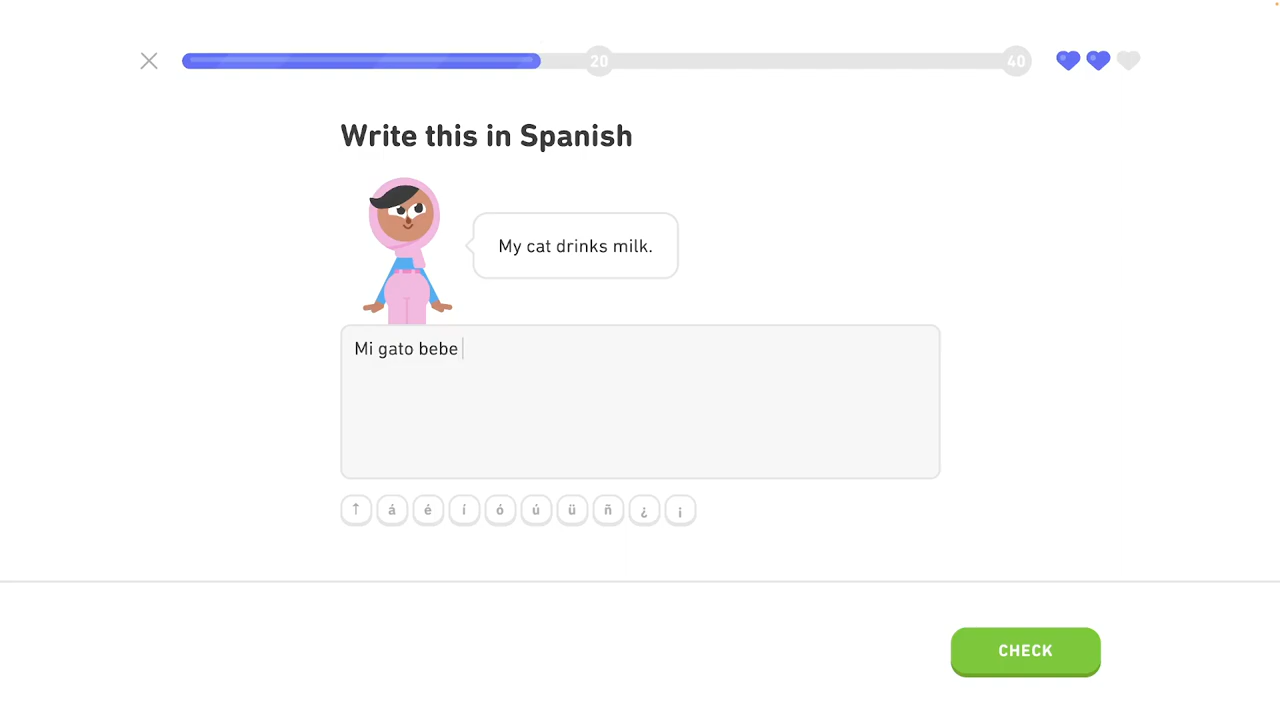 20
40
Write this in Spanish
My cat drinks milk.
Mi gato bebe
↑ á é í ó ú ü ñ ¿ ¡
CHECK